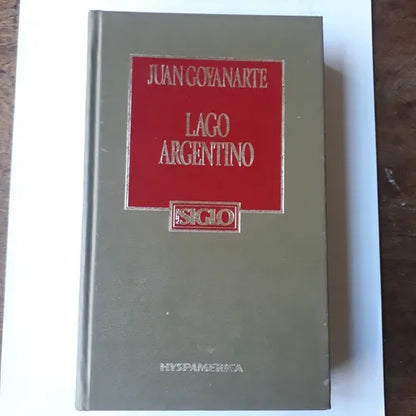 JUAN GOYANARTE
LAGO
ARGENTINO
SIGLO
HYSPAMERICA